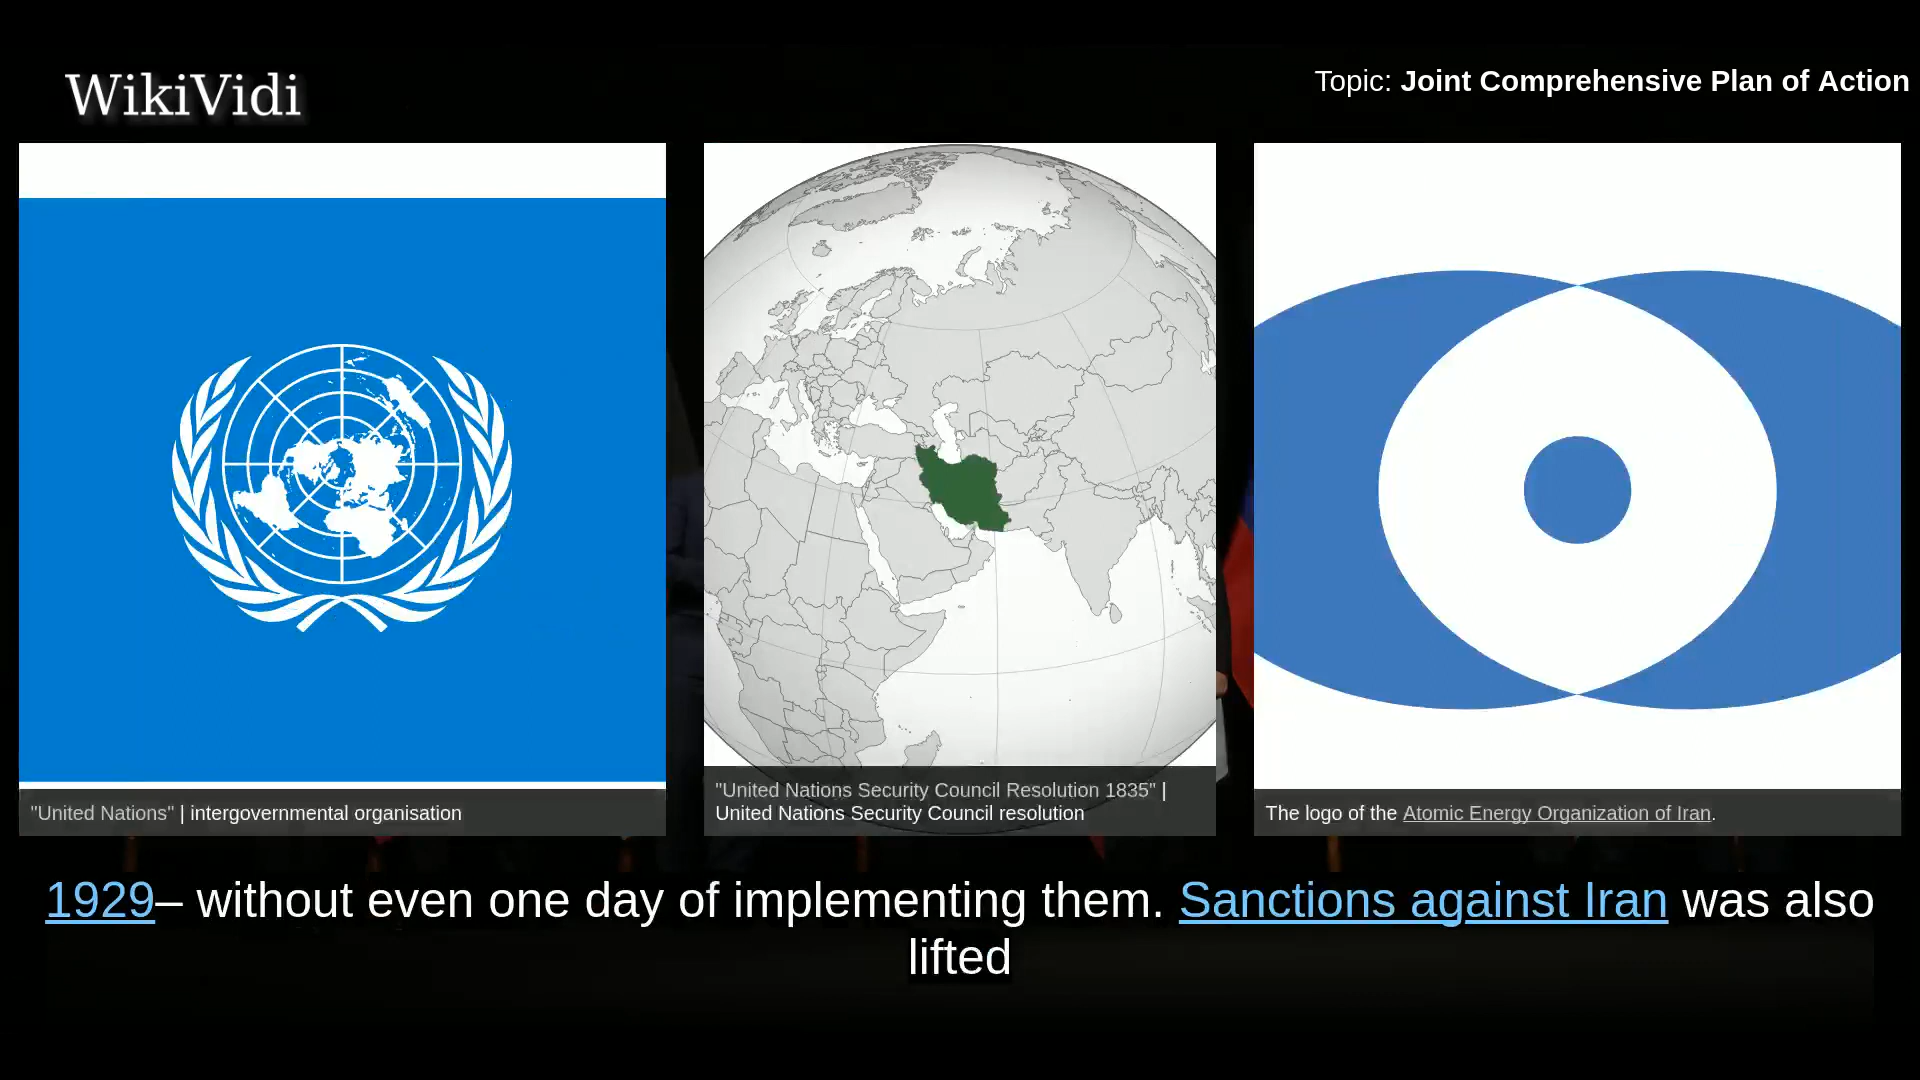 WikiVidi
Topic: Joint Comprehensive Plan of Action
"United Nations" | intergovernmental organisation
"United Nations Security Council Resolution 1835" |
United Nations Security Council resolution
The logo of the Atomic Energy Organization of Iran.
1929– without even one day of implementing them. Sanctions against Iran was also
lifted